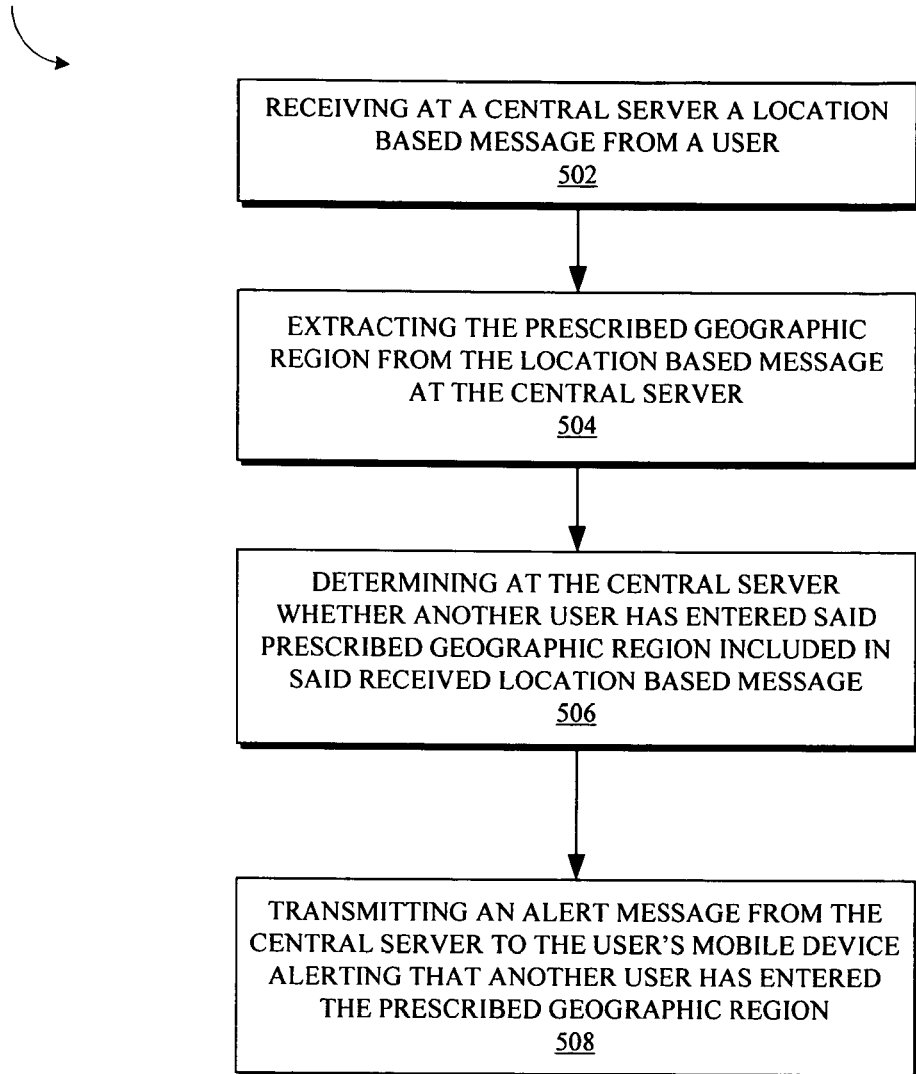 RECEIVING AT A CENTRAL SERVER A LOCATION
BASED MESSAGE FROM A USER
502
EXTRACTING THE PRESCRIBED GEOGRAPHIC
REGION FROM THE LOCATION BASED MESSAGE
AT THE CENTRAL SERVER
504
DETERMINING AT THE CENTRAL SERVER
WHETHER ANOTHER USER HAS ENTERED SAID
PRESCRIBED GEOGRAPHIC REGION INCLUDED IN
SAID RECEIVED LOCATION BASED MESSAGE
506
TRANSMITTING AN ALERT MESSAGE FROM THE
CENTRAL SERVER TO THE USER'S MOBILE DEVICE
ALERTING THAT ANOTHER USER HAS ENTERED
THE PRESCRIBED GEOGRAPHIC REGION
508